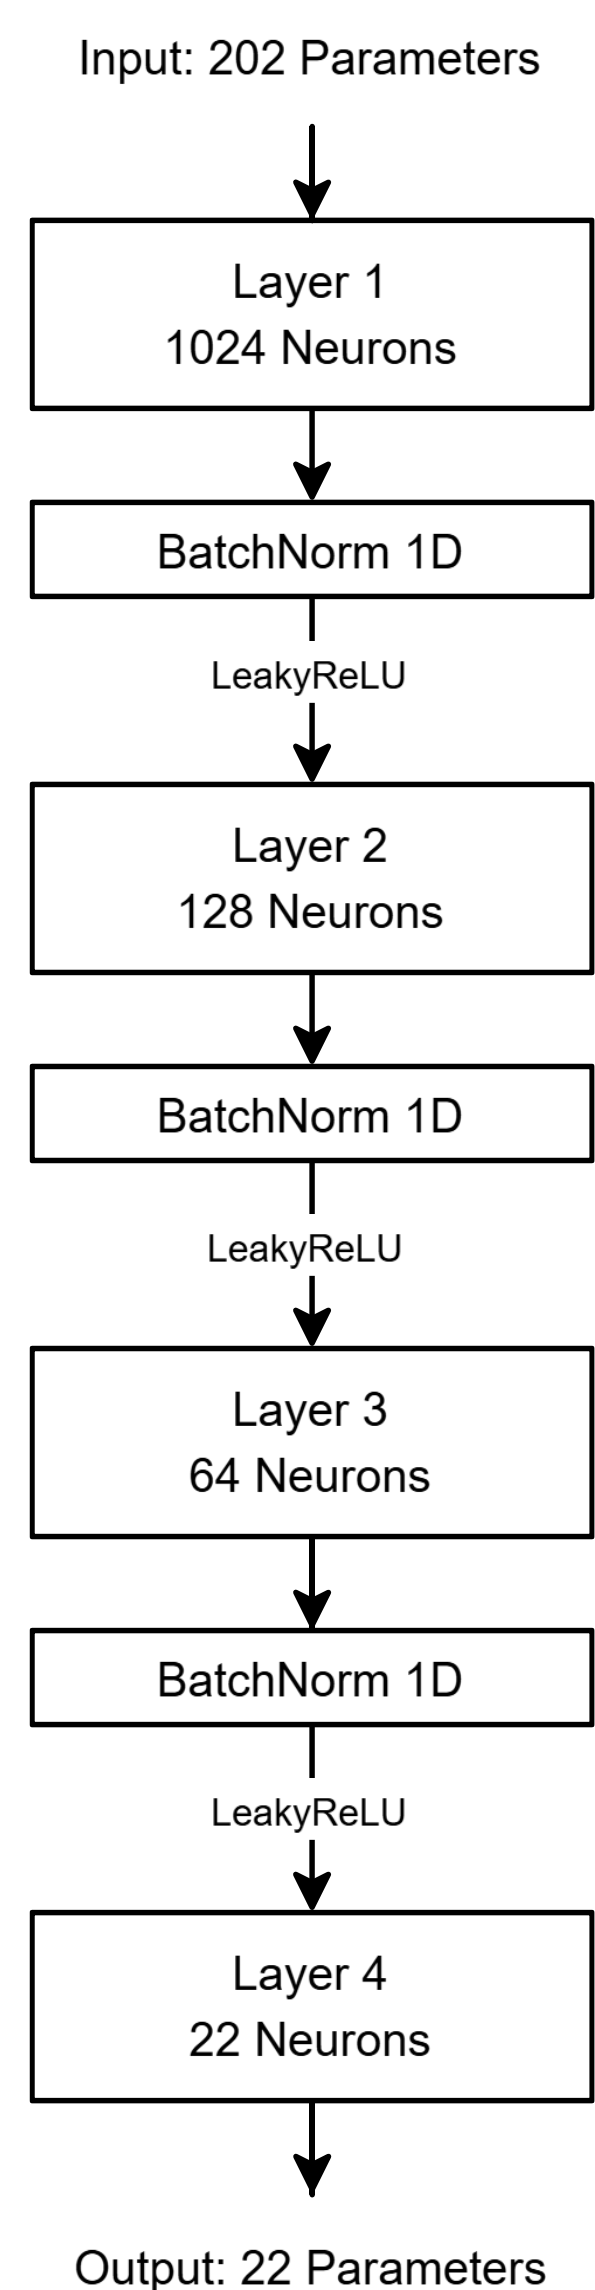 Input: 202 Parameters
Layer 1
1024 Neurons
BatchNorm 1D
LeakyReLU
Layer 2
128 Neurons
BatchNorm 1D
LeakyReLU
Layer 3
64 Neurons
BatchNorm 1D
LeakyReLU
Layer 4
22 Neurons
Output: 22 Parameters